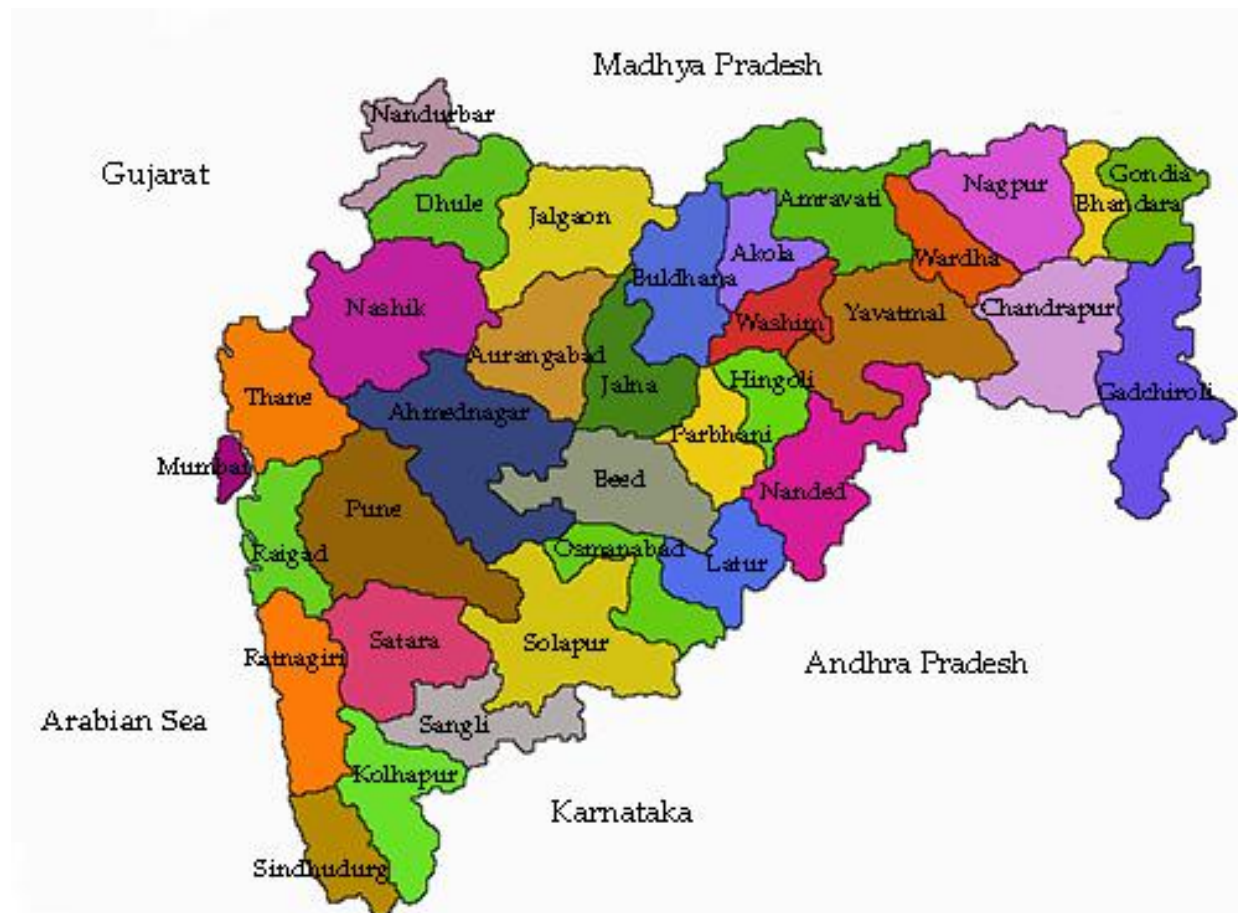 Madhya Pradesh
Nandurbar
Gujarat
Dhule
Jalgaon
Amravati
Nagpur
Gondia
Bhandara
Buldhana
Akola
Wardha
Nashik
Washim
Yavatmal
Chandrapur
Aurangabad
Jalna
Hingoli
Gadchiroli
Thane
Ahmednagar
Parbhani
Mumbai
Beed
Nanded
Pune
Raigad
Osmanabad
Latur
Satara
Solapur
Ratnagiri
Andhra Pradesh
Arabian Sea
Sangli
Kolhapur
Karnataka
Sindhudurg